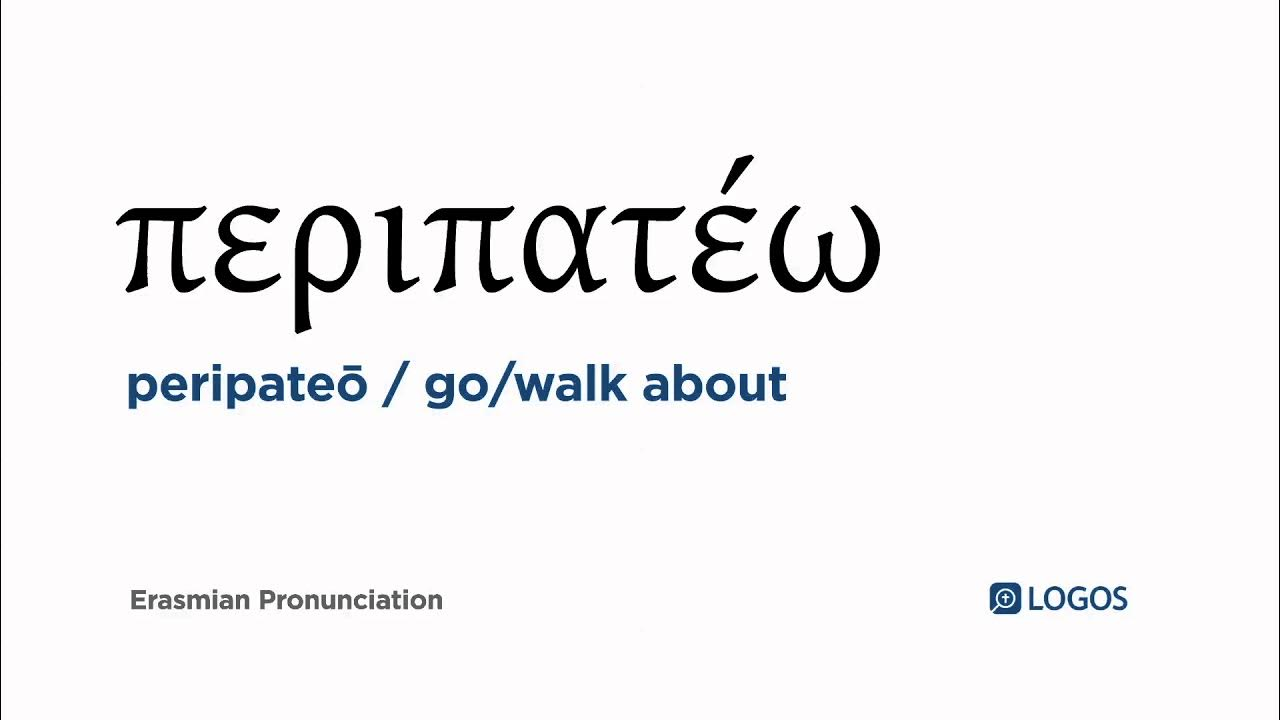 περιπατέω
peripateō / go/walk about
Erasmian Pronunciation
LOGOS